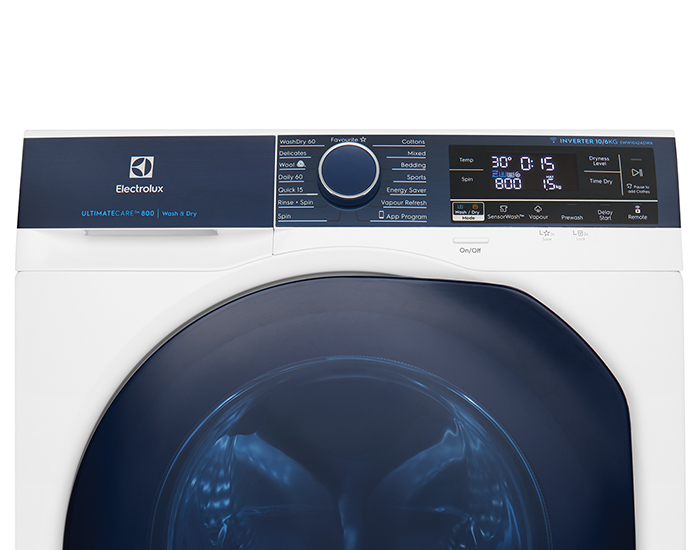 Electrolux
ULTIMATECARE™ 800 | Wash & Dry
Favourite
WashDry 60
Delicates
Wool
Daily 60
Quick 15
Rinse + Spin
Spin
Cottons
Mixed
Bedding
Sports
Energy Saver
Vapour Refresh
App Program
INVERTER 10/6KG
Temp 30° 0:15
Spin 800 1.5kg
Dryness Level
Time Dry
Pause to add Clothes
Wash / Dry Mode
SensorWash™
Vapour
Prewash
Delay Start
Remote
On/Off